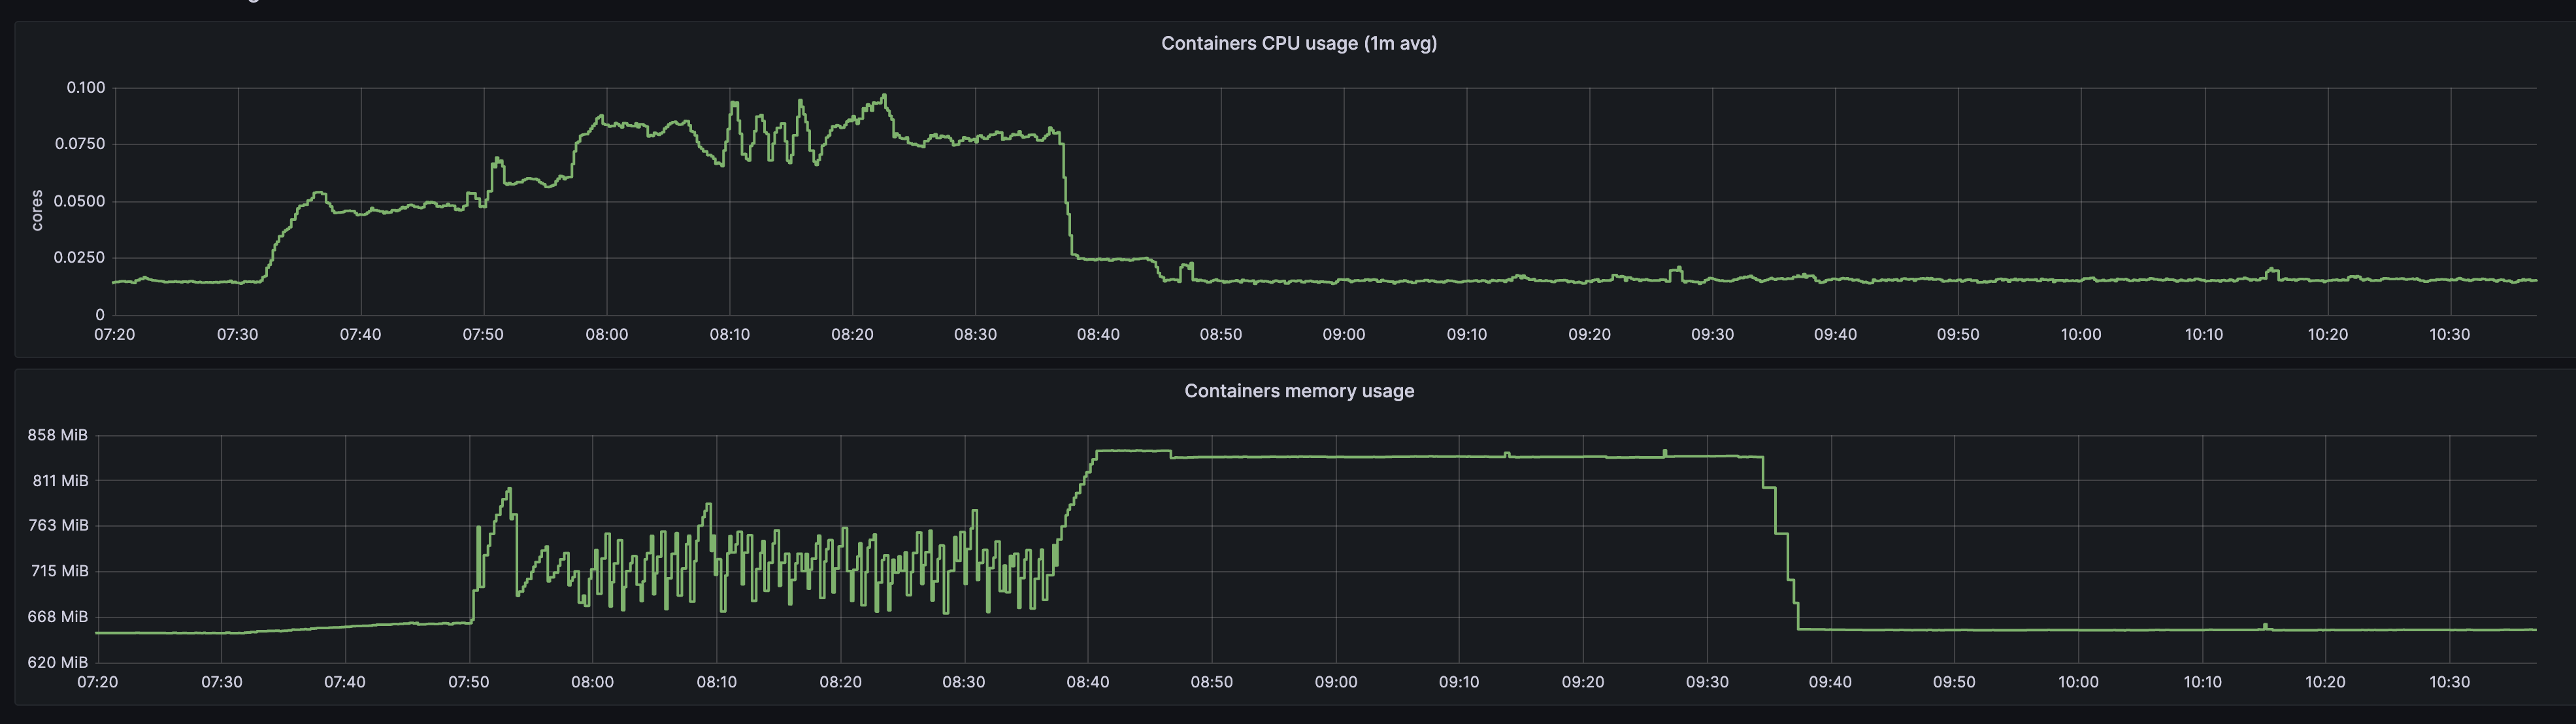 Containers CPU usage (1m avg)
0.100
0.0750
0.0500
0.0250
0
cores
07:20 07:30 07:40 07:50 08:00 08:10 08:20 08:30 08:40 08:50 09:00 09:10 09:20 09:30 09:40 09:50 10:00 10:10 10:20 10:30
Containers memory usage
858 MiB
811 MiB
763 MiB
715 MiB
668 MiB
620 MiB
07:20 07:30 07:40 07:50 08:00 08:10 08:20 08:30 08:40 08:50 09:00 09:10 09:20 09:30 09:40 09:50 10:00 10:10 10:20 10:30